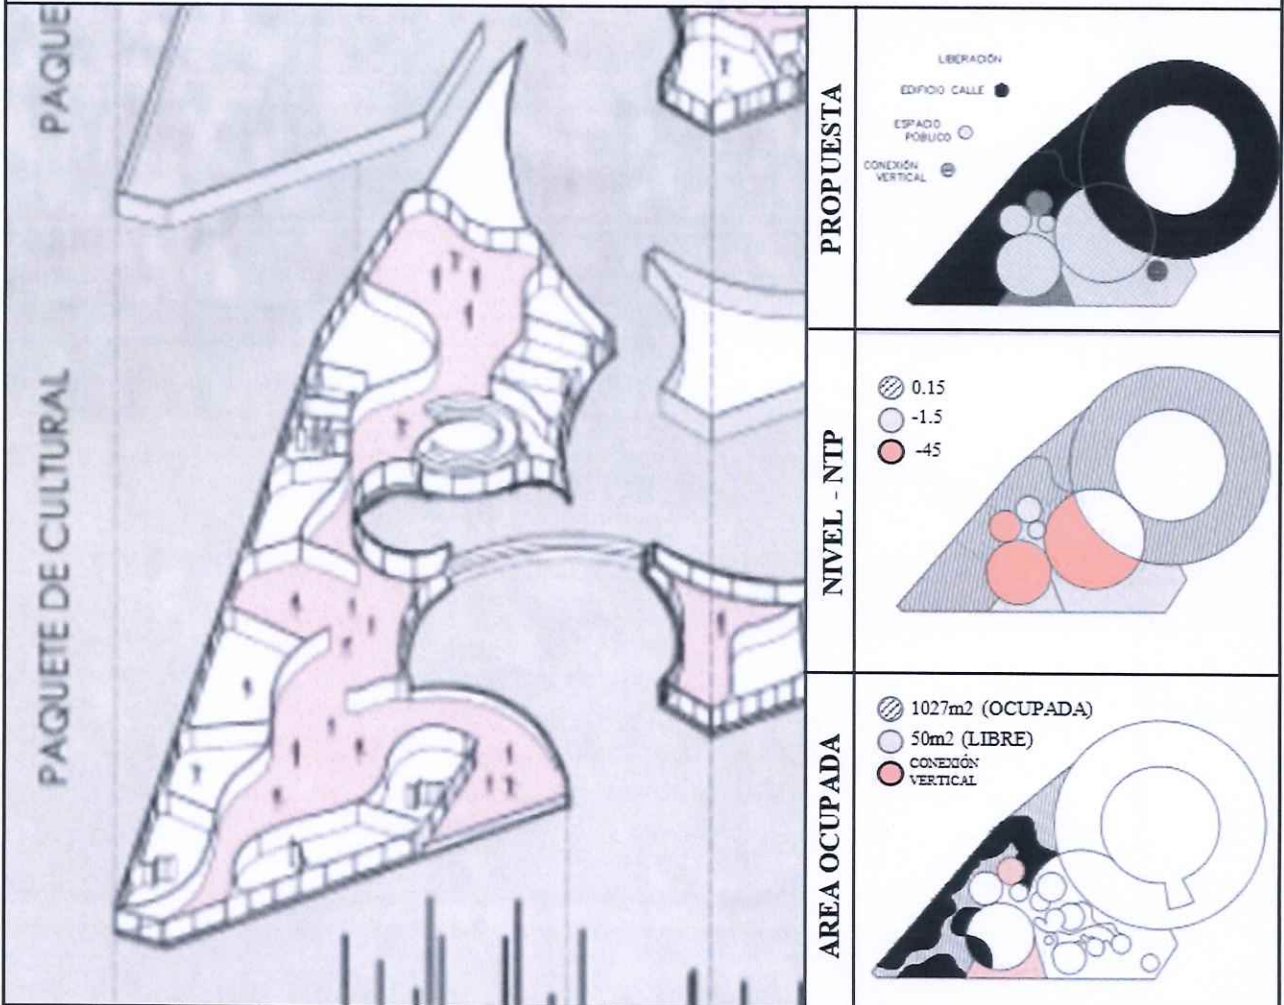 PAQUE
PAQUETE DE CULTURAL
PROPUESTA
LIBERACIÓN
EDIFICIO CALLE
ESPACIO
PÚBLICO
CONEXIÓN
VERTICAL
NIVEL - NTP
0.15
-1.5
-45
AREA OCUPADA
1027m2 (OCUPADA)
50m2 (LIBRE)
CONEXIÓN
VERTICAL